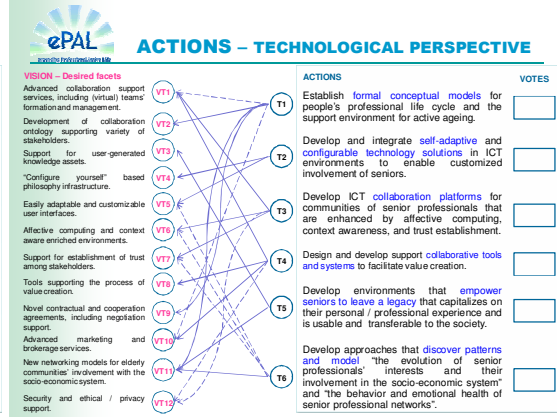 ePAL
ACTIONS – TECHNOLOGICAL PERSPECTIVE
VISION – Desired facets
Advanced collaboration support
services, including (virtual) teams'
formation and management.
Development of collaboration
ontology supporting variety of
stakeholders.
Support for user-generated
knowledge assets.
"Configure yourself" based
philosophy infrastructure.
Easily adaptable and customizable
user interfaces.
Affective computing and context
aware enriched environments.
Support for establishment of trust
among stakeholders.
Tools supporting the process of
value creation.
Novel contractual and cooperation
agreements, including negotiation
support.
Advanced marketing and
brokerage services.
New networking models for elderly
communities' involvement with the
socio-economic system.
Security and ethical / privacy
support.
VT1
VT2
VT3
VT4
VT5
VT6
VT7
VT8
VT9
VT10
VT11
VT12
T1
T2
T3
T4
T5
T6
ACTIONS
VOTES
Establish formal conceptual models for
people's professional life cycle and the
support environment for active ageing.
Develop and integrate self-adaptive and
configurable technology solutions in ICT
environments to enable customized
involvement of seniors.
Develop ICT collaboration platforms for
communities of senior professionals that
are enhanced by affective computing,
context awareness, and trust establishment.
Design and develop support collaborative tools
and systems to facilitate value creation.
Develop environments that empower
seniors to leave a legacy that capitalizes on
their personal / professional experience and
is usable and transferable to the society.
Develop approaches that discover patterns
and model "the evolution of senior
professionals' interests and their
involvement in the socio-economic system"
and "the behavior and emotional health of
senior professional networks".